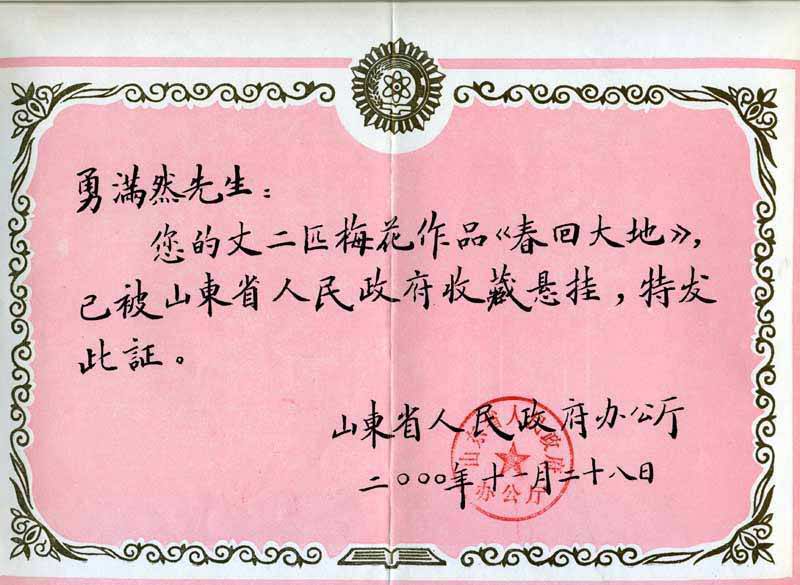 勇满然先生：
您的丈二匹梅花作品《春回大地》，
已被山東省人民政府收藏悬挂，特发
此証。
山東省人民政府办公厅
二〇〇〇年十一月二十八日
山东省人民政府
办公厅